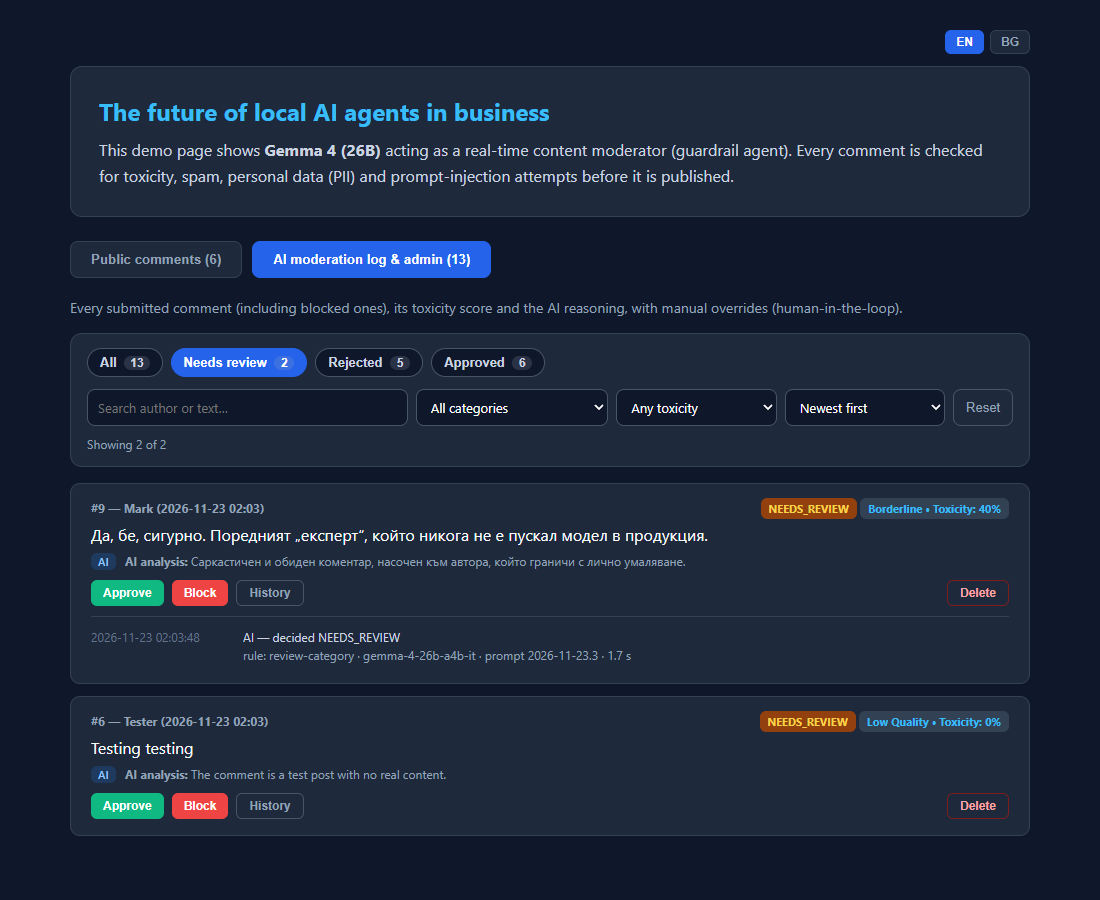 EN BG
The future of local AI agents in business
This demo page shows Gemma 4 (26B) acting as a real-time content moderator (guardrail agent). Every comment is checked
for toxicity, spam, personal data (PII) and prompt-injection attempts before it is published.
Public comments (6) AI moderation log & admin (13)
Every submitted comment (including blocked ones), its toxicity score and the AI reasoning, with manual overrides (human-in-the-loop).
All 13 Needs review 2 Rejected 5 Approved 6
Search author or text... All categories Any toxicity Newest first Reset
Showing 2 of 2
#9 — Mark (2026-11-23 02:03) NEEDS_REVIEW Borderline • Toxicity: 40%
Да, бе, сигурно. Поредният „експерт“, който никога не е пускал модел в продукция.
AI AI analysis: Саркастичен и обиден коментар, насочен към автора, който граничи с лично умаляване.
Approve Block History Delete
2026-11-23 02:03:48 AI — decided NEEDS_REVIEW
rule: review-category · gemma-4-26b-a4b-it · prompt 2026-11-23.3 · 1.7 s
#6 — Tester (2026-11-23 02:03) NEEDS_REVIEW Low Quality • Toxicity: 0%
Testing testing
AI AI analysis: The comment is a test post with no real content.
Approve Block History Delete